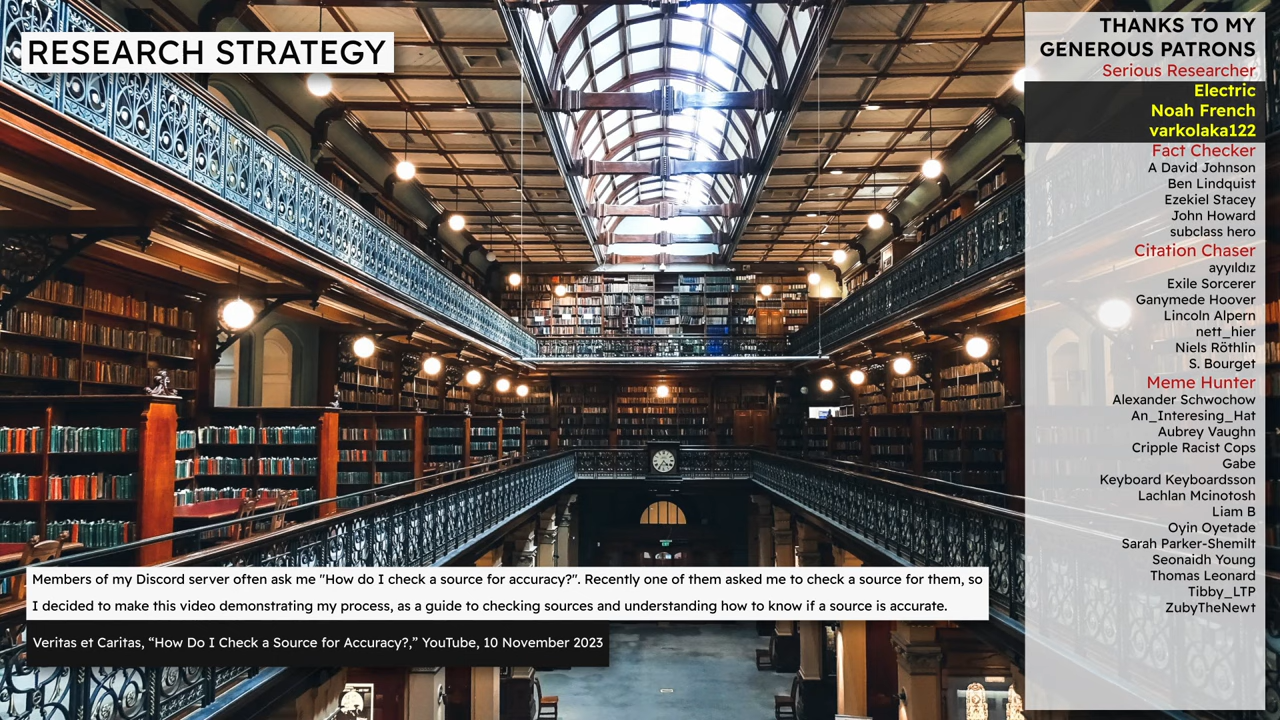 RESEARCH STRATEGY
Members of my Discord server often ask me "How do I check a source for accuracy?". Recently one of them asked me to check a source for them, so
I decided to make this video demonstrating my process, as a guide to checking sources and understanding how to know if a source is accurate.
Veritas et Caritas, “How Do I Check a Source for Accuracy?,” YouTube, 10 November 2023
THANKS TO MY
GENEROUS PATRONS
Serious Researcher
Electric
Noah French
varkolaka122
Fact Checker
A David Johnson
Ben Lindquist
Ezekiel Stacey
John Howard
subclass hero
Citation Chaser
ayyıldız
Exile Sorcerer
Ganymede Hoover
Lincoln Alpern
nett_hier
Niels Röthlin
S. Bourget
Meme Hunter
Alexander Schwochow
An_Interesing_Hat
Aubrey Vaughn
Cripple Racist Cops
Gabe
Keyboard Keyboardsson
Lachlan Mcinotosh
Liam B
Oyin Oyetade
Sarah Parker-Shemilt
Seonaidh Young
Thomas Leonard
Tibby_LTP
ZubyTheNewt